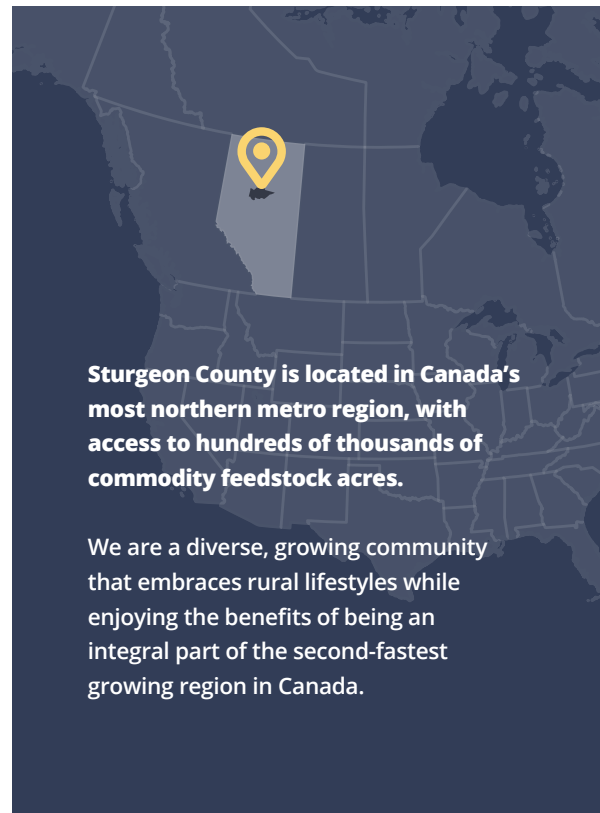 Sturgeon County is located in Canada’s
most northern metro region, with
access to hundreds of thousands of
commodity feedstock acres.
We are a diverse, growing community
that embraces rural lifestyles while
enjoying the benefits of being an
integral part of the second-fastest
growing region in Canada.